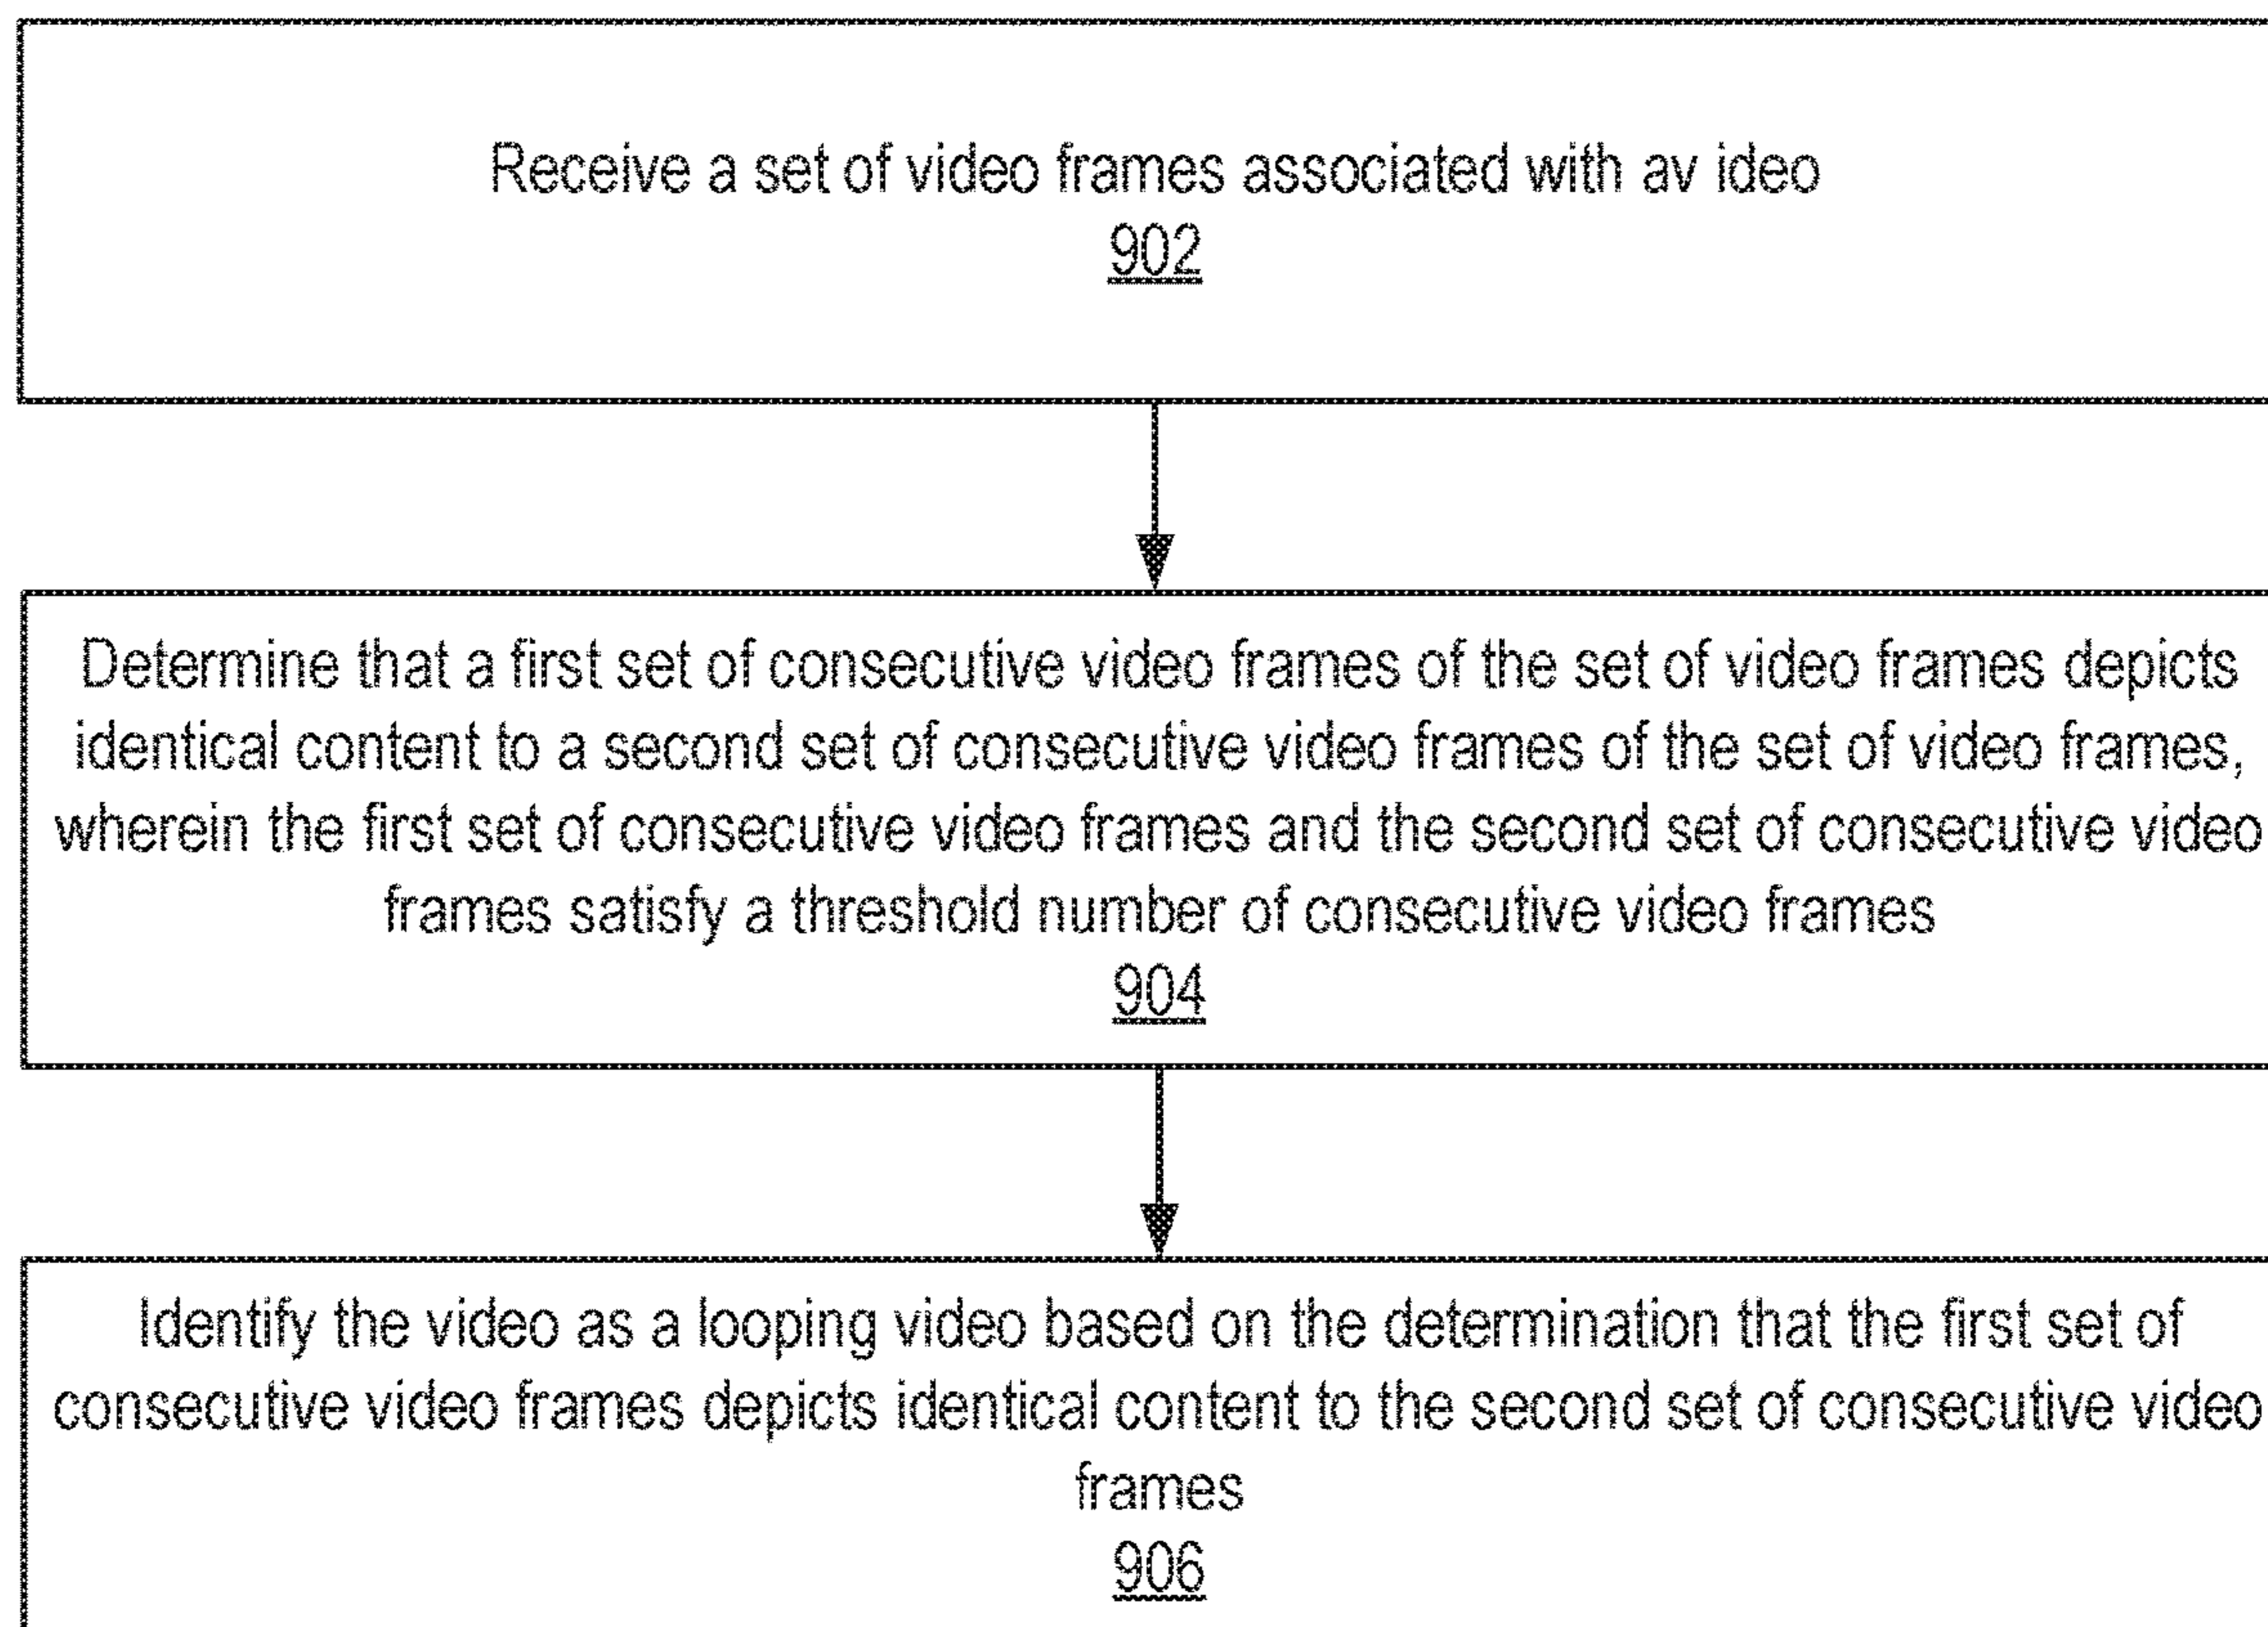 Receive a set of video frames associated with av ideo
902
Determine that a first set of consecutive video frames of the set of video frames depicts
identical content to a second set of consecutive video frames of the set of video frames,
wherein the first set of consecutive video frames and the second set of consecutive video
frames satisfy a threshold number of consecutive video frames
904
Identify the video as a looping video based on the determination that the first set of
consecutive video frames depicts identical content to the second set of consecutive video
frames
906